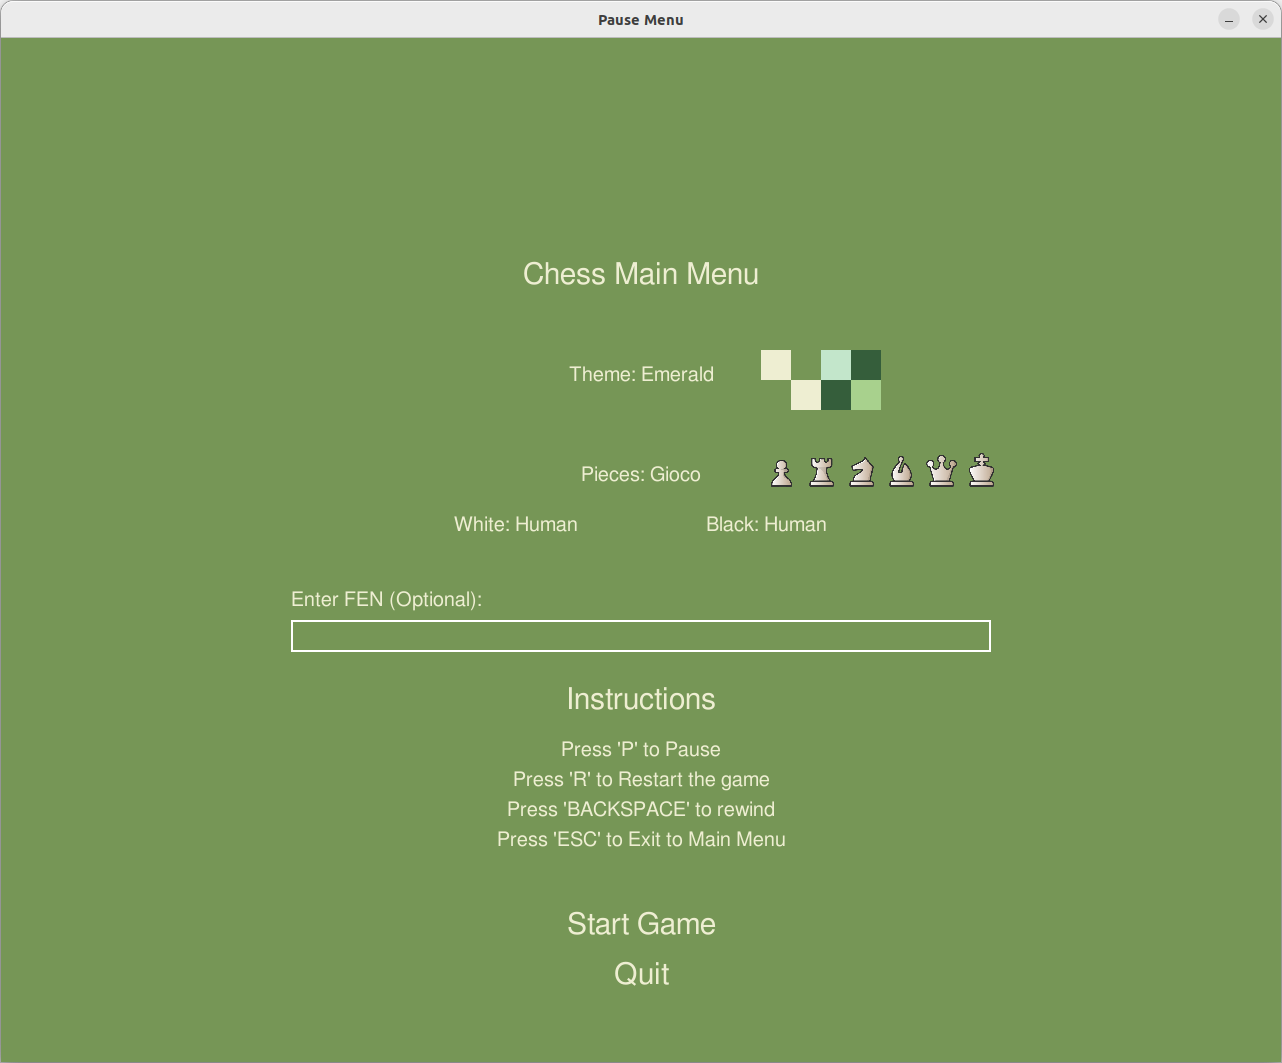 Pause Menu
Chess Main Menu
Theme: Emerald
Pieces: Gioco
White: Human Black: Human
Enter FEN (Optional):
Instructions
Press 'P' to Pause
Press 'R' to Restart the game
Press 'BACKSPACE' to rewind
Press 'ESC' to Exit to Main Menu
Start Game
Quit